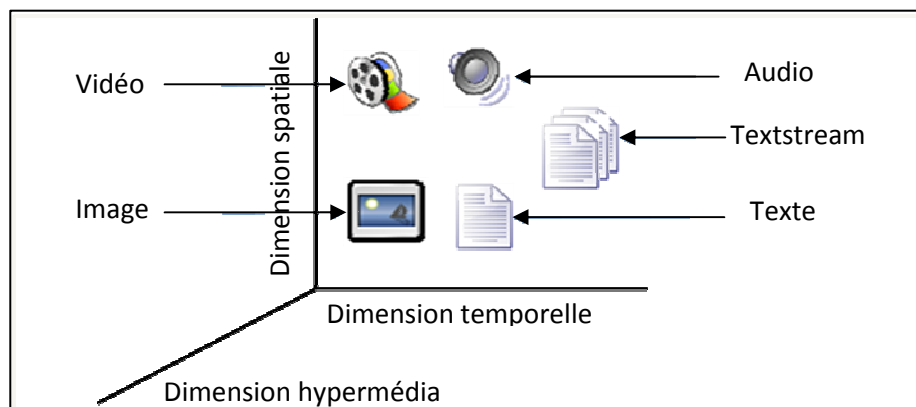 Vidéo
Audio
Dimension spatiale
Textstream
Image
Texte
Dimension temporelle
Dimension hypermédia